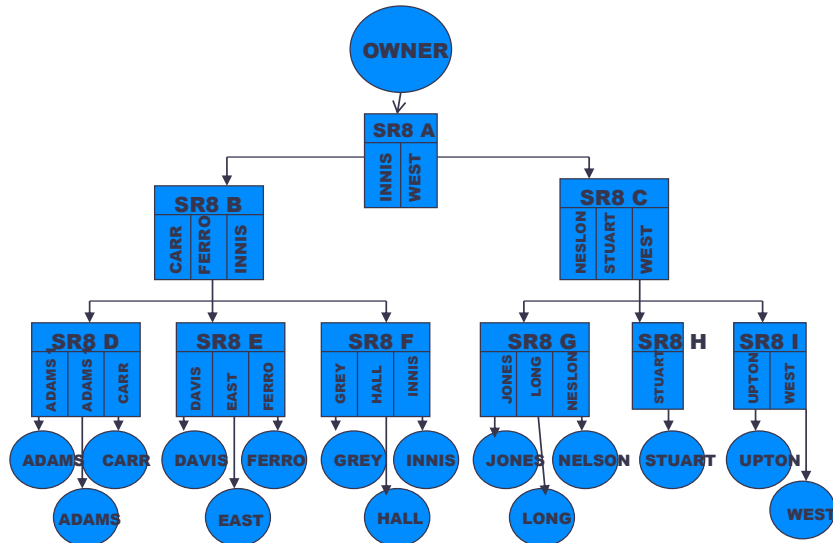 OWNER
SR8 A
INNIS
WEST
SR8 B
CARR
FERRO
INNIS
SR8 C
NESLON
STUART
WEST
SR8 D
ADAMS 1
ADAMS 1
CARR
SR8 E
DAVIS
EAST
FERRO
SR8 F
GREY
HALL
INNIS
SR8 G
JONES
LONG
NESLON
SR8 H
STUART
SR8 I
UPTON
WEST
ADAMS
CARR
DAVIS
FERRO
GREY
INNIS
JONES
NELSON
STUART
UPTON
ADAMS
EAST
HALL
LONG
WEST